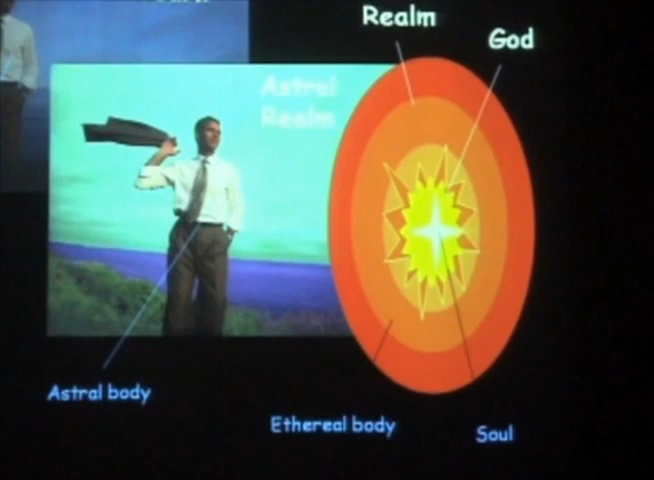 Realm
God
Astral
Realm
Astral body
Ethereal body
Soul